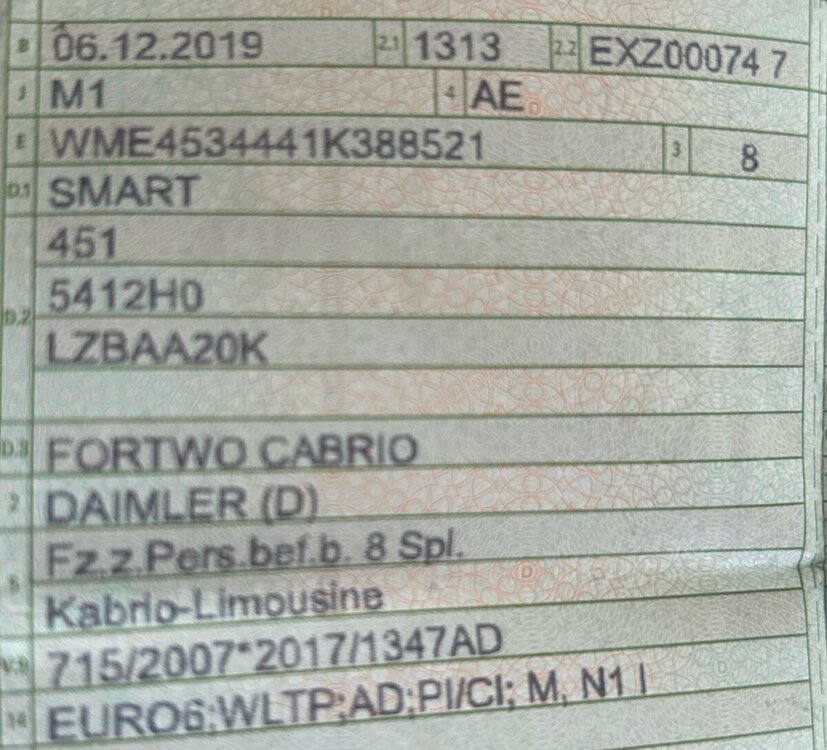 B 06.12.2019 2.1 1313 2.2 EXZ00074 7
J M1 4 AE
E WME4534441K388521 3 8
D.1 SMART
451
D.2 5412H0
LZBAA20K
D.3 FORTWO CABRIO
2 DAIMLER (D)
Fz.z.Pers.bef.b. 8 Spl.
5 Kabrio-Limousine
V.9 715/2007*2017/1347AD
14 EURO6;WLTP;AD;PI/CI; M, N1 I